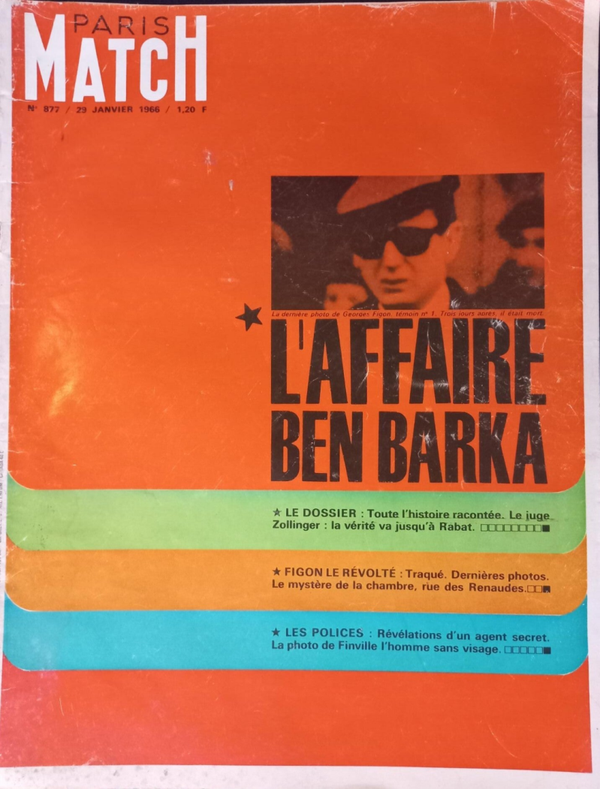 PARIS
MATCH
N° 877 / 29 JANVIER 1966 / 1,20 F
La dernière photo de Georges Figon, témoin n° 1. Trois jours après, il était mort.
★ L'AFFAIRE
BEN BARKA
★ LE DOSSIER : Toute l'histoire racontée. Le juge
Zollinger : la vérité va jusqu'à Rabat. □□□□□□□□■
★ FIGON LE RÉVOLTÉ : Traqué. Dernières photos.
Le mystère de la chambre, rue des Renaudes. □□■
★ LES POLICES : Révélations d'un agent secret.
La photo de Finville l'homme sans visage. □□□□□■